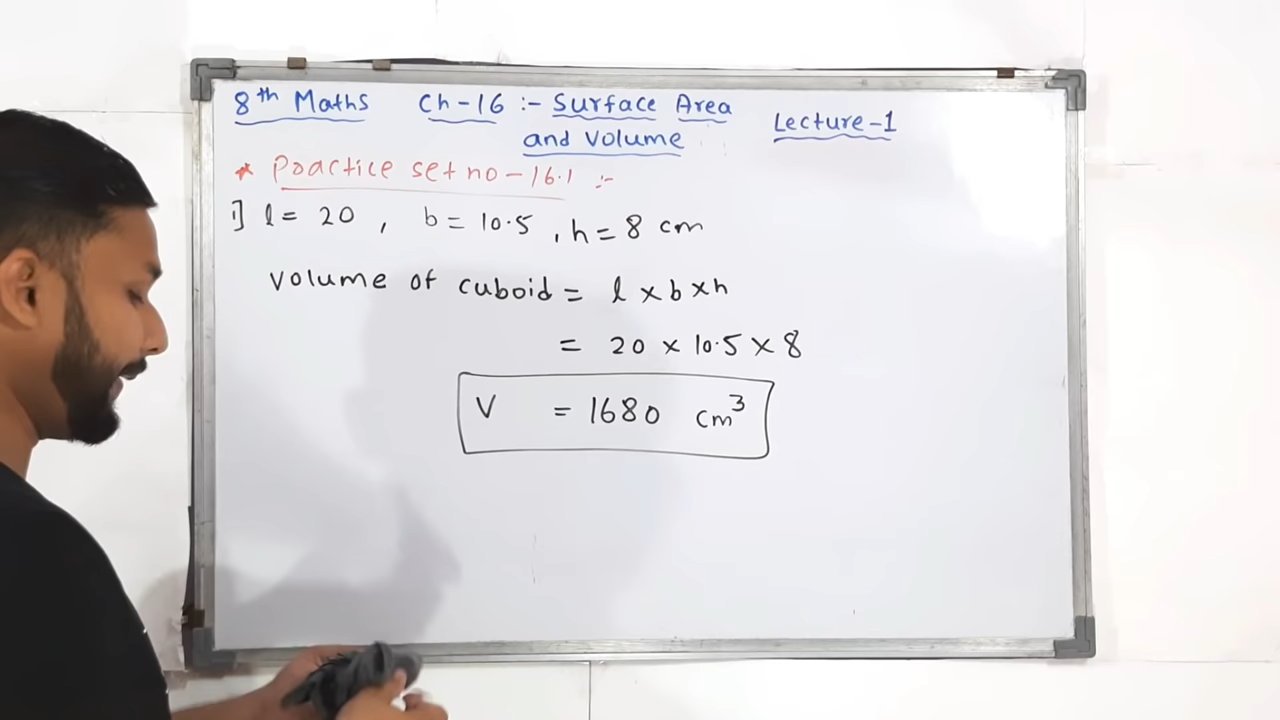 8th Maths Ch-16 :- Surface Area and Volume Lecture-1
* Practice set no-16.1 :-
1] l = 20 , b = 10.5 , h = 8 cm
volume of cuboid = l × b × h
= 20 × 10.5 × 8
V = 1680 cm³